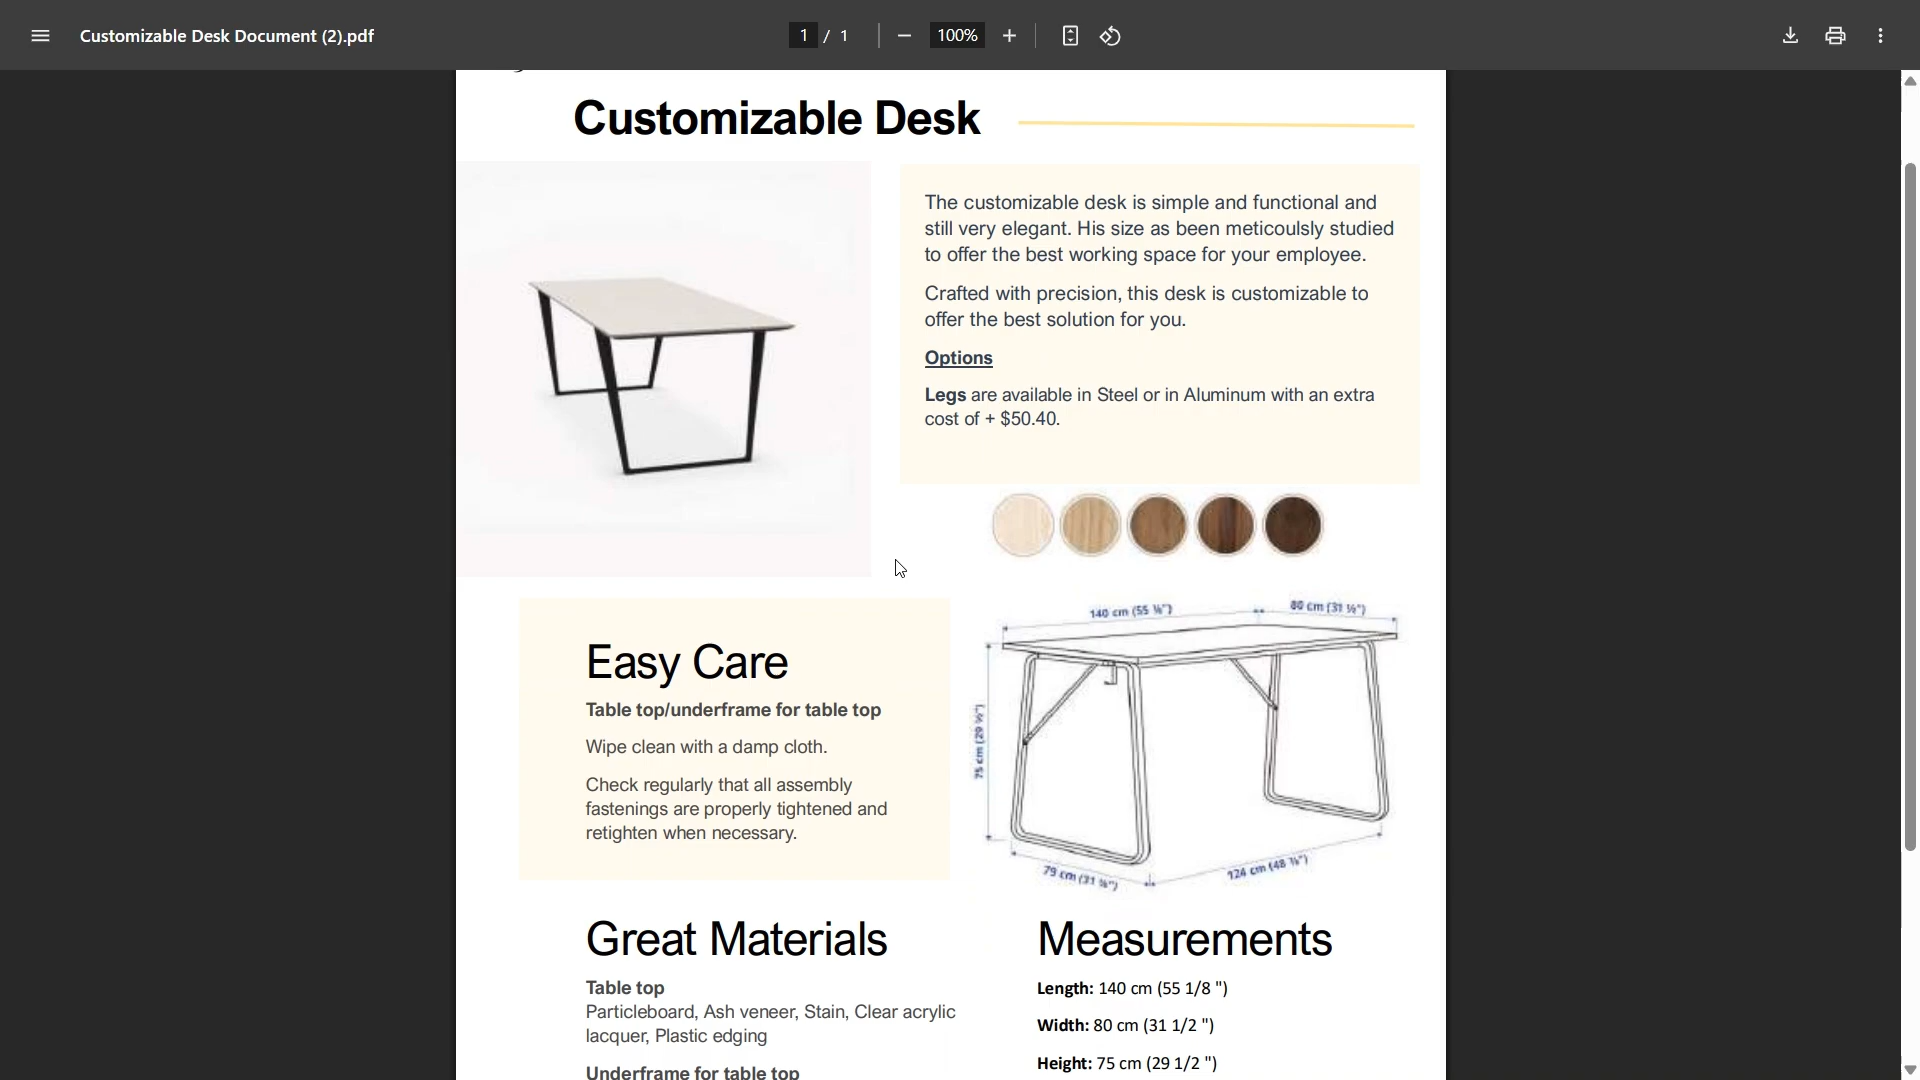 Customizable Desk Document (2).pdf
1 / 1
100%
Customizable Desk
The customizable desk is simple and functional and
still very elegant. His size as been meticoulsly studied
to offer the best working space for your employee.
Crafted with precision, this desk is customizable to
offer the best solution for you.
Options
Legs are available in Steel or in Aluminum with an extra
cost of + $50.40.
Easy Care
Table top/underframe for table top
Wipe clean with a damp cloth.
Check regularly that all assembly
fastenings are properly tightened and
retighten when necessary.
140 cm (55 ⅛")
80 cm (31 ½")
75 cm (29 ½")
79 cm (31 ⅛")
124 cm (48 ⅞")
Great Materials
Table top
Particleboard, Ash veneer, Stain, Clear acrylic
lacquer, Plastic edging
Underframe for table top
Measurements
Length: 140 cm (55 1/8 ")
Width: 80 cm (31 1/2 ")
Height: 75 cm (29 1/2 ")